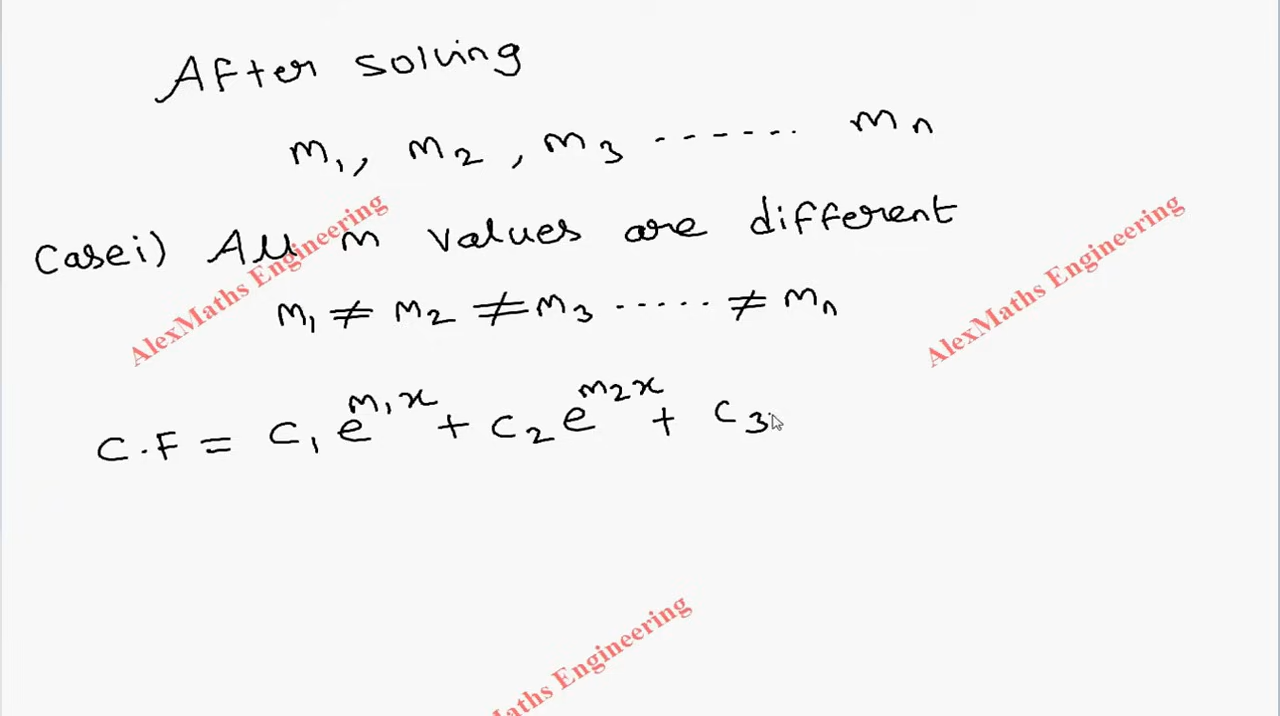 After solving
m₁, m₂, m₃ ------- mₙ
Casei) All m values are different
m₁ ≠ m₂ ≠ m₃ ..... ≠ mₙ
C.F = C₁ e^{m₁x} + C₂ e^{m₂x} + C₃
AlexMaths Engineering
AlexMaths Engineering
Maths Engineering